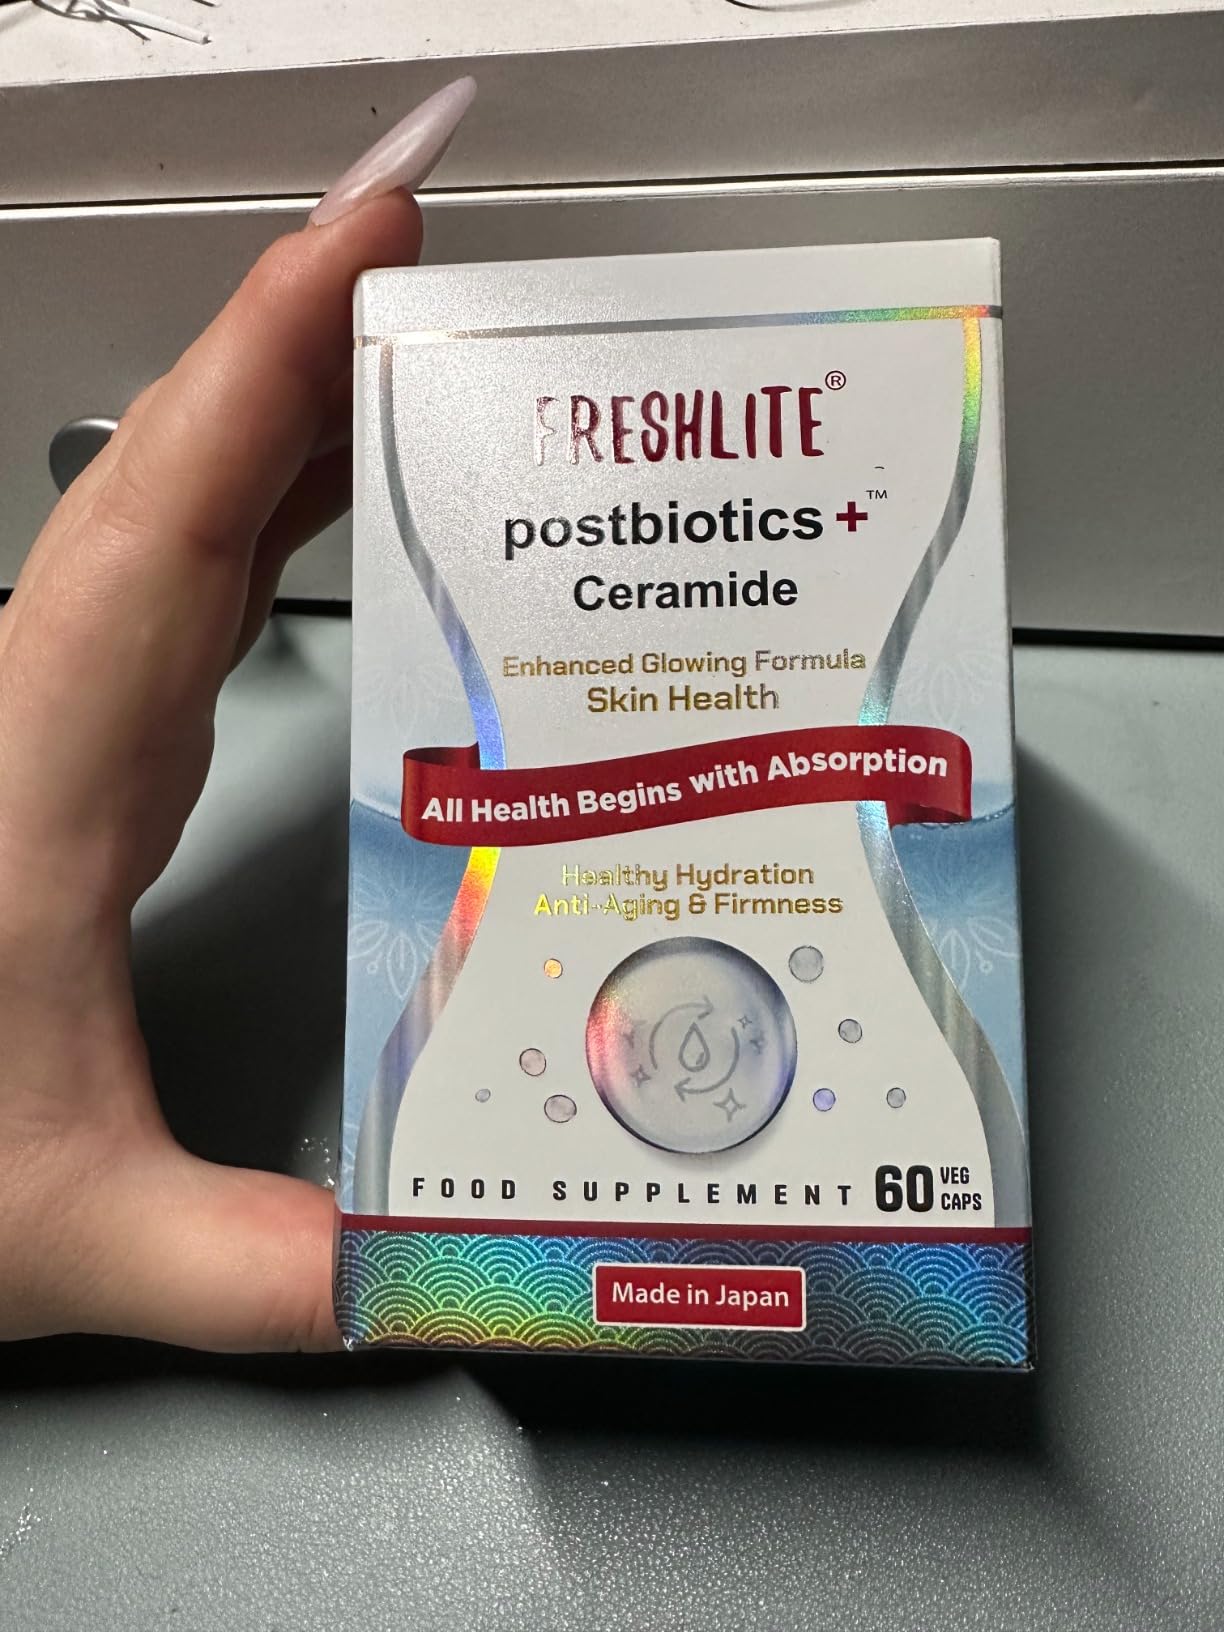 FRESHLITE®
postbiotics +™
Ceramide
Enhanced Glowing Formula
Skin Health
All Health Begins with Absorption
Healthy Hydration
Anti-Aging & Firmness
FOOD SUPPLEMENT 60 VEG CAPS
Made in Japan